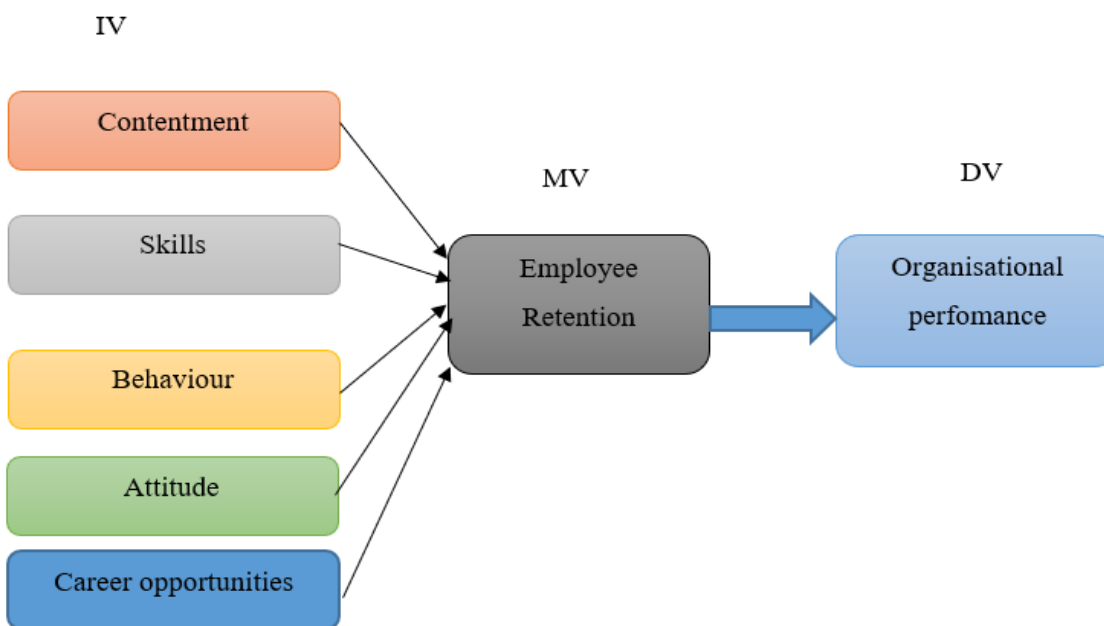 IV
Contentment
Skills
Behaviour
Attitude
Career opportunities
MV
Employee
Retention
DV
Organisational
perfomance